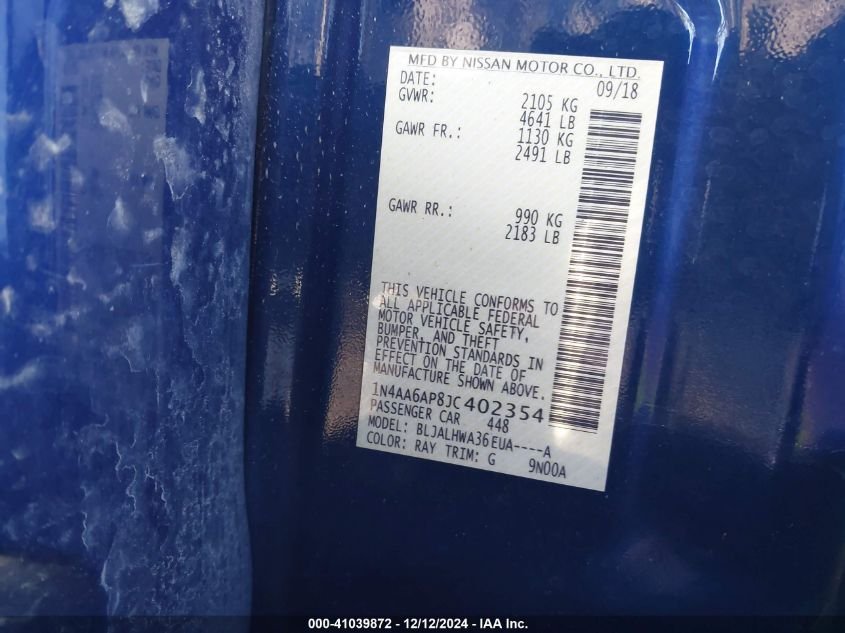 MFD BY NISSAN MOTOR CO., LTD.
DATE: 09/18
GVWR: 2105 KG
4641 LB
GAWR FR.: 1130 KG
2491 LB
GAWR RR.: 990 KG
2183 LB
THIS VEHICLE CONFORMS TO
ALL APPLICABLE FEDERAL
MOTOR VEHICLE SAFETY,
BUMPER, AND THEFT
PREVENTION STANDARDS IN
EFFECT ON THE DATE OF
MANUFACTURE SHOWN ABOVE.
1N4AA6AP8JC402354
PASSENGER CAR 448
MODEL: BLJALHWA36EUA----A
COLOR: RAY TRIM: G 9N00A
000-41039872 - 12/12/2024 - IAA Inc.